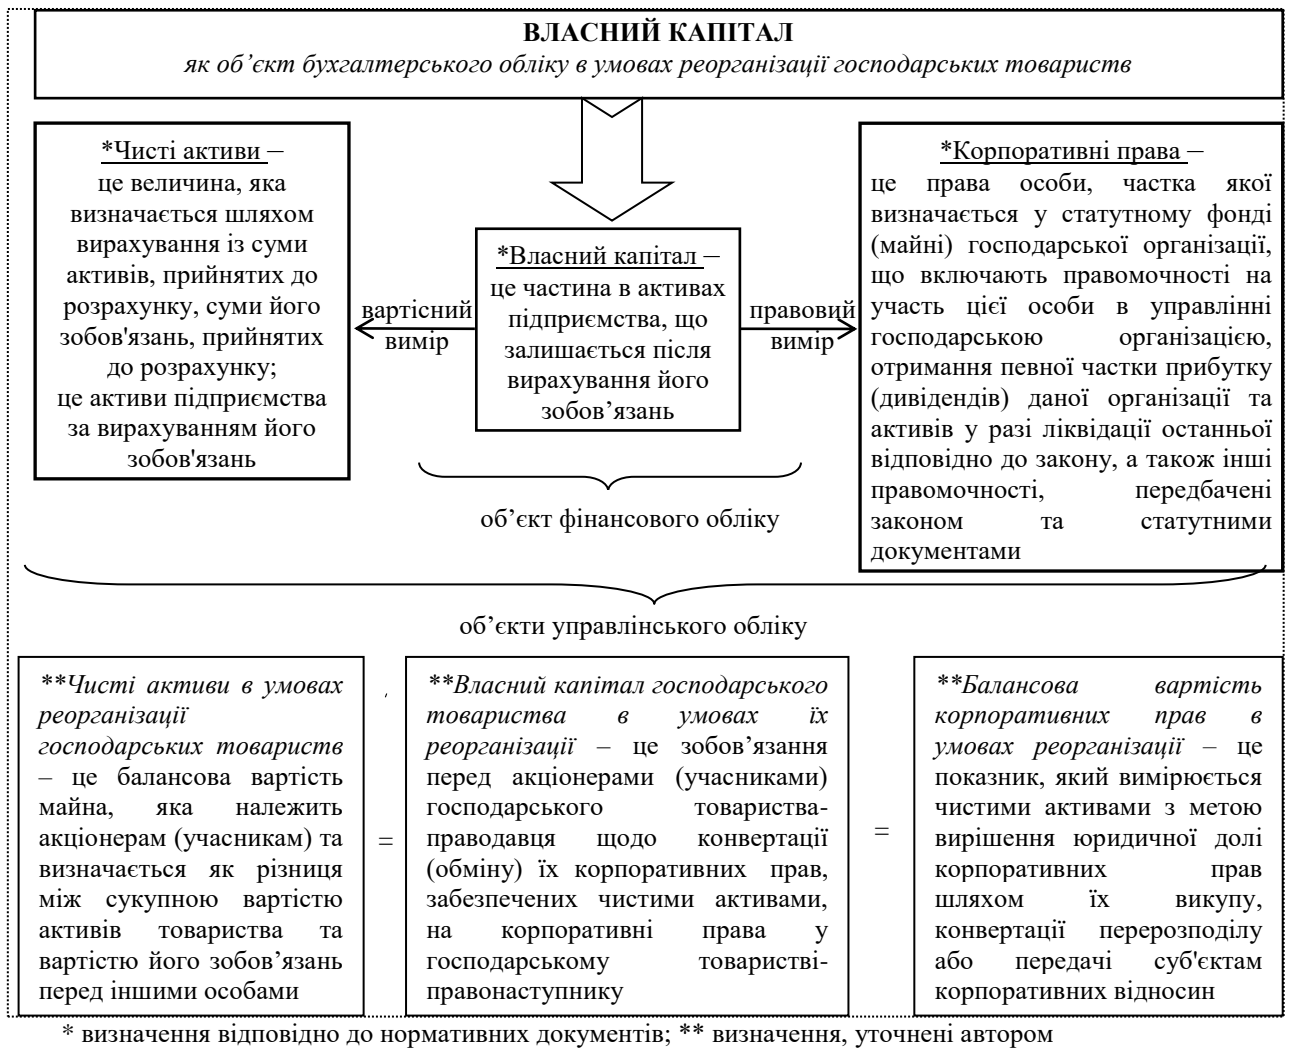 ВЛАСНИЙ КАПІТАЛ
як об’єкт бухгалтерського обліку в умовах реорганізації господарських товариств
*Чисті активи –
це величина, яка
визначається шляхом
вирахування із суми
активів, прийнятих до
розрахунку, суми його
зобов'язань, прийнятих
до розрахунку;
це активи підприємства
за вирахуванням його
зобов'язань
вартісний
вимір
*Власний капітал –
це частина в активах
підприємства, що
залишається після
вирахування його
зобов’язань
правовий
вимір
*Корпоративні права –
це права особи, частка якої
визначається у статутному фонді
(майні) господарської організації,
що включають правомочності на
участь цієї особи в управлінні
господарською організацією,
отримання певної частки прибутку
(дивідендів) даної організації та
активів у разі ліквідації останньої
відповідно до закону, а також інші
правомочності, передбачені
законом та статутними
документами
об’єкт фінансового обліку
об’єкти управлінського обліку
**Чисті активи в умовах
реорганізації
господарських товариств
– це балансова вартість
майна, яка належить
акціонерам (учасникам) та
визначається як різниця
між сукупною вартістю
активів товариства та
вартістю його зобов’язань
перед іншими особами
,
=
**Власний капітал господарського
товариства в умовах їх
реорганізації – це зобов’язання
перед акціонерами (учасниками)
господарського товариства-
праводавця щодо конвертації
(обміну) їх корпоративних прав,
забезпечених чистими активами,
на корпоративні права у
господарському товаристві-
правонаступнику
=
**Балансова вартість
корпоративних прав в
умовах реорганізації – це
показник, який вимірюється
чистими активами з метою
вирішення юридичної долі
корпоративних прав
шляхом їх викупу,
конвертації перерозподілу
або передачі суб'єктам
корпоративних відносин
* визначення відповідно до нормативних документів; ** визначення, уточнені автором